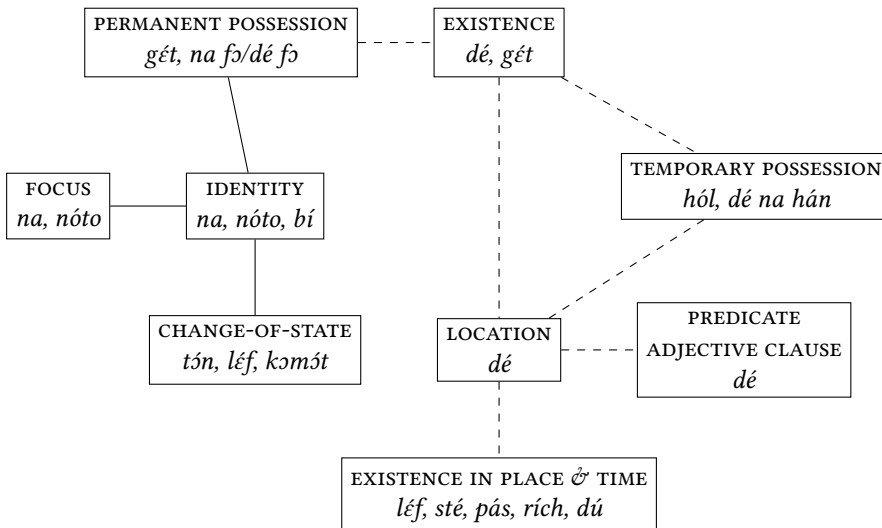 PERMANENT POSSESSION
gɛ́t, na fɔ/dé fɔ
EXISTENCE
dé, gɛ́t
TEMPORARY POSSESSION
hól, dé na hán
FOCUS
na, nóto
IDENTITY
na, nóto, bí
CHANGE-OF-STATE
tɔ́n, lɛ́f, kɔmɔ́t
LOCATION
dé
PREDICATE
ADJECTIVE CLAUSE
dé
EXISTENCE IN PLACE & TIME
lɛ́f, sté, pás, rích, dú